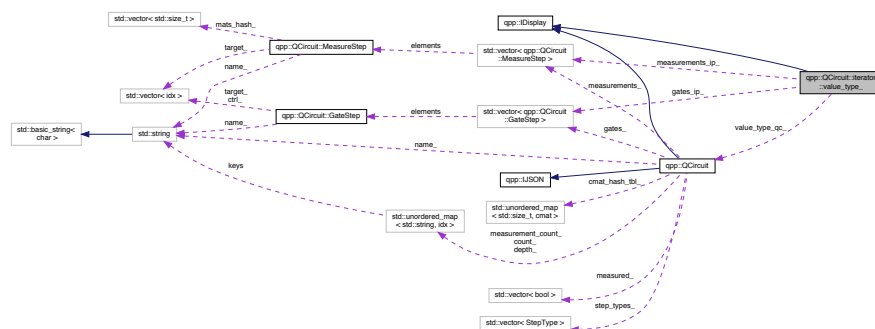 std::vector< std::size_t >
mats_hash_
qpp::QCircuit::MeasureStep
target_
name_
elements
std::vector< qpp::QCircuit
::MeasureStep >
qpp::IDisplay
measurements_ip_
qpp::QCircuit::iterator
::value_type_
measurements_
gates_ip_
std::vector< idx >
target_
ctrl_
qpp::QCircuit::GateStep
elements
std::vector< qpp::QCircuit
::GateStep >
name_
gates_
value_type_qc_
std::basic_string<
char >
std::string
name_
keys
qpp::QCircuit
qpp::IJSON
cmat_hash_tbl_
std::unordered_map
< std::string, idx >
std::unordered_map
< std::size_t, cmat >
measurement_count_
count_
depth_
measured_
std::vector< bool >
step_types_
std::vector< StepType >